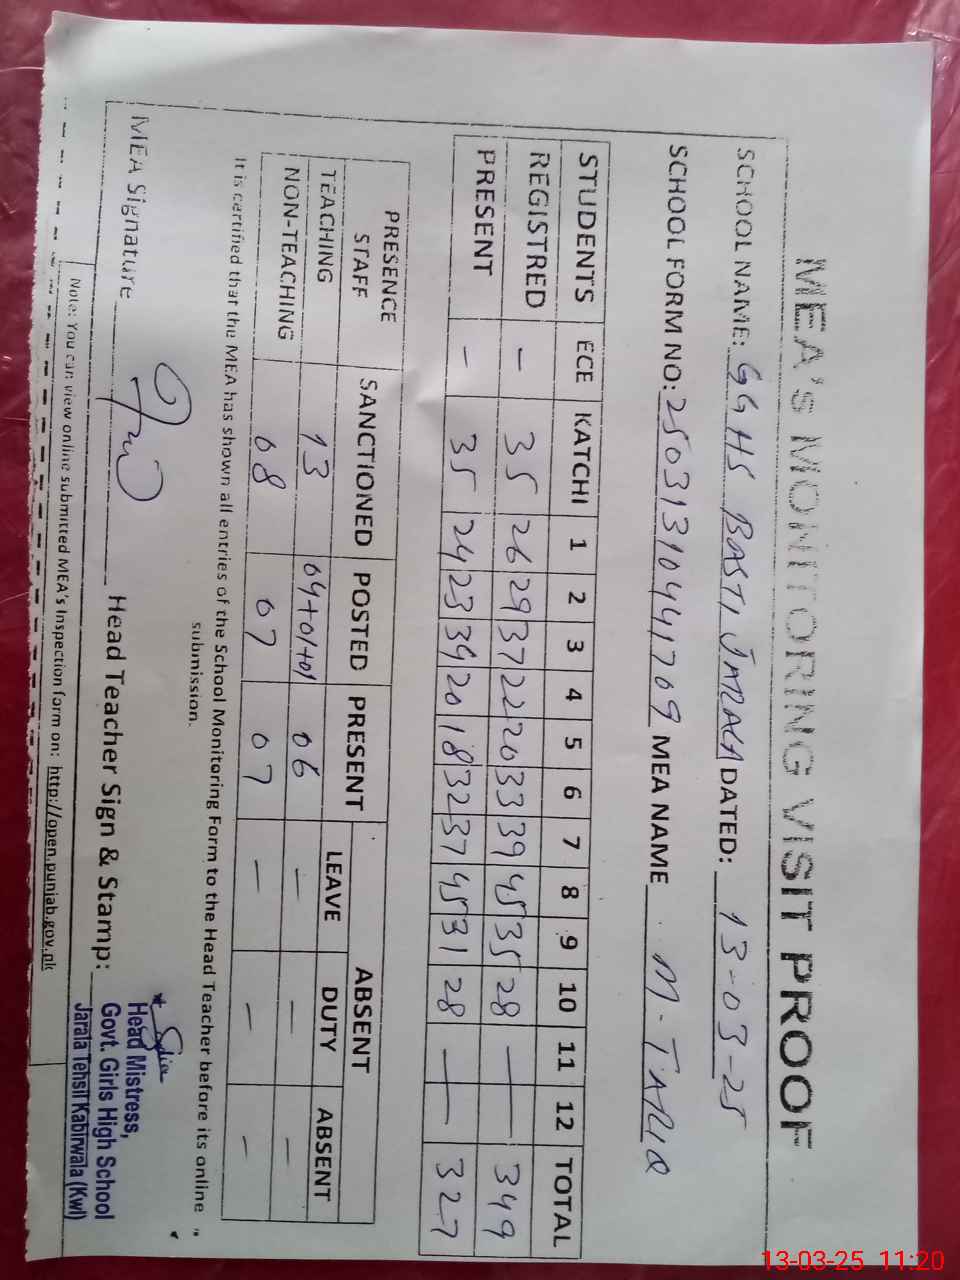 MEA'S MONITORING VISIT PROOF
SCHOOL NAME: GGHS BASTI JARALA DATED: 13-03-25
SCHOOL FORM NO: 25031310441709 MEA NAME M-TARIQ
STUDENTS ECE KATCHI 1 2 3 4 5 6 7 8 9 10 11 12 TOTAL
REGISTRED - 35 26 29 37 22 20 33 39 45 35 28 — — 349
PRESENT - 35 24 23 39 20 18 32 37 45 31 28 — — 327
PRESENCE STAFF SANCTIONED POSTED PRESENT ABSENT
LEAVE DUTY ABSENT
TEACHING 13 04+01+01 06 — — —
NON-TEACHING 08 07 07 — — —
It is certified that the MEA has shown all entries of the School Monitoring Form to the Head Teacher before its online
submission.
MEA Signature Head Teacher Sign & Stamp:
Head Mistress,
Govt. Girls High School
Jarala Tehsil Kabirwala (Kwl)
Note: You can view online submitted MEA's Inspection form on: http://open.punjab.gov.pk
13-03-25 11:20